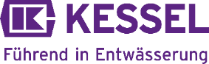 KESSEL
Führend in Entwässerung